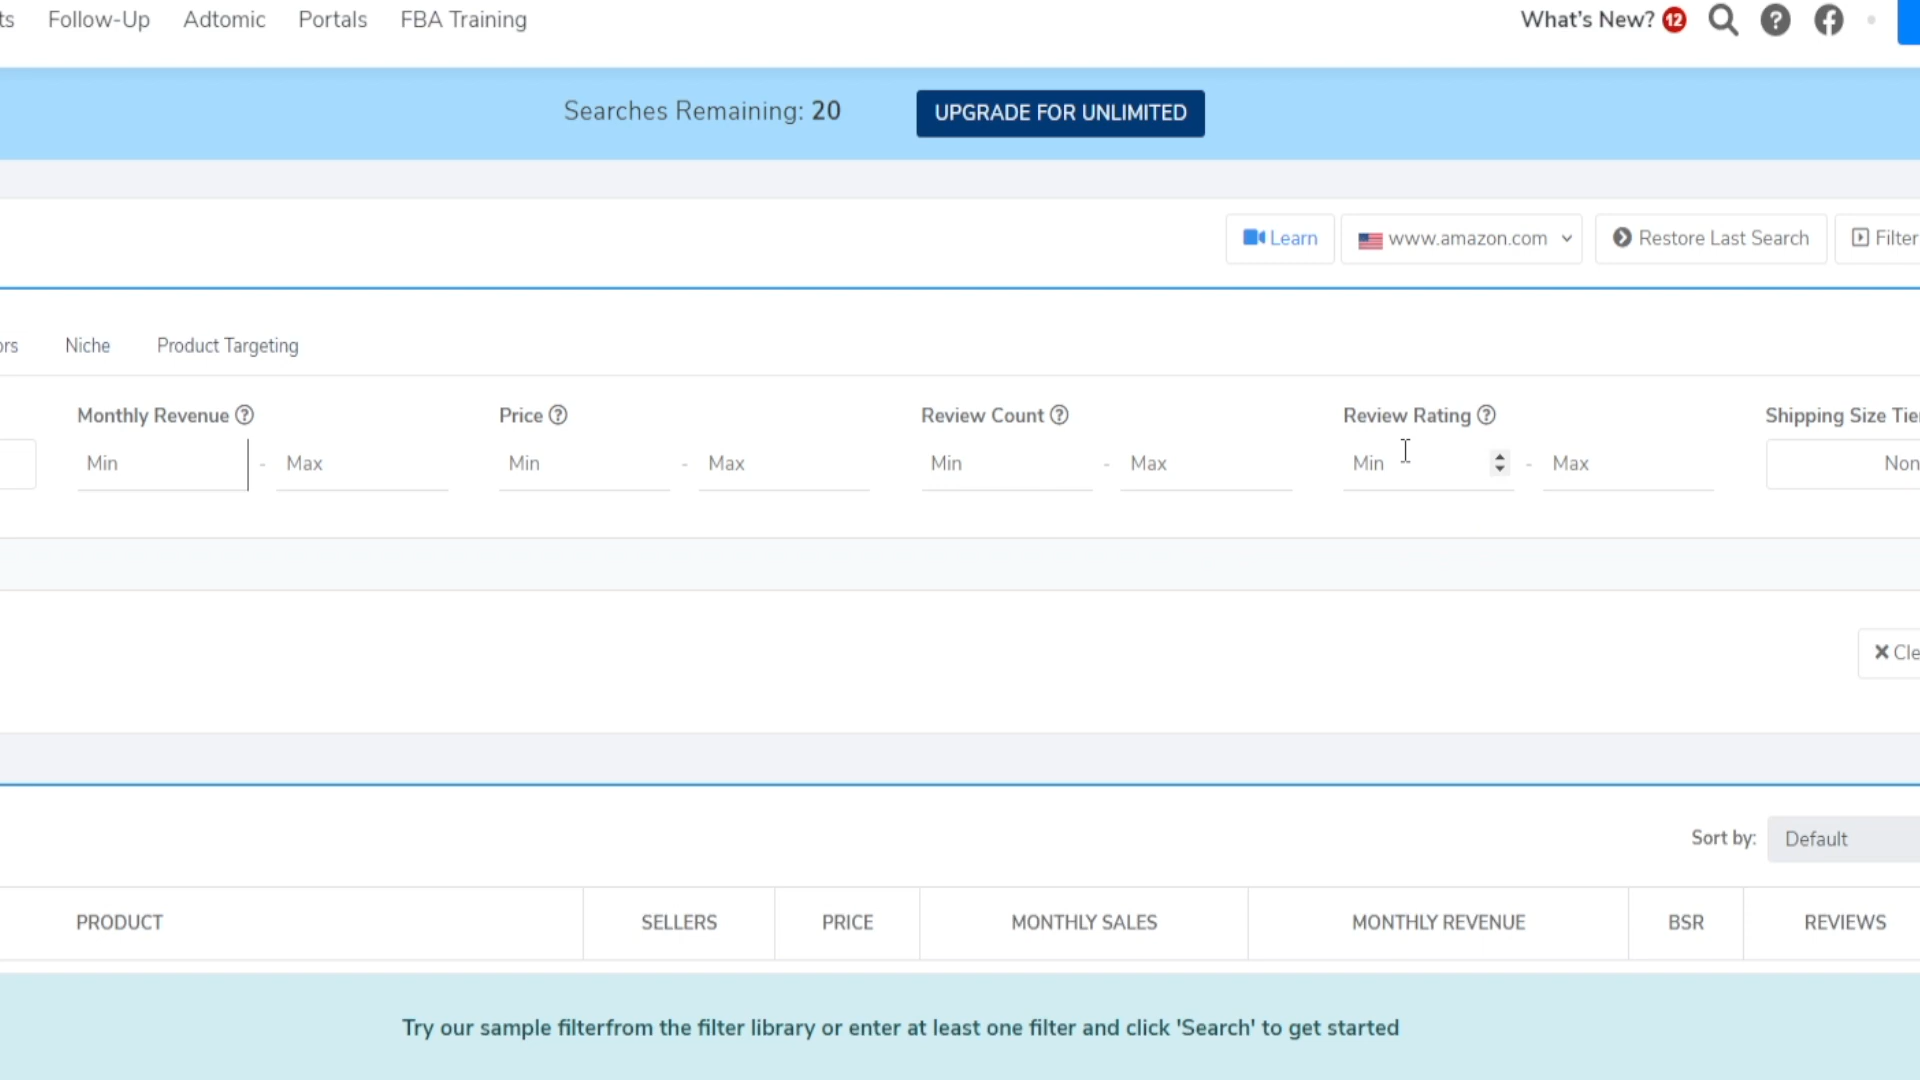 ts Follow-Up Adtomic Portals FBA Training What's New? 12
Searches Remaining: 20 UPGRADE FOR UNLIMITED
Learn www.amazon.com Restore Last Search Filter
ors Niche Product Targeting
Monthly Revenue Price Review Count Review Rating Shipping Size Tie
Min - Max Min - Max Min - Max Min - Max Non
Cle
Sort by: Default
PRODUCT SELLERS PRICE MONTHLY SALES MONTHLY REVENUE BSR REVIEWS
Try our sample filterfrom the filter library or enter at least one filter and click 'Search' to get started